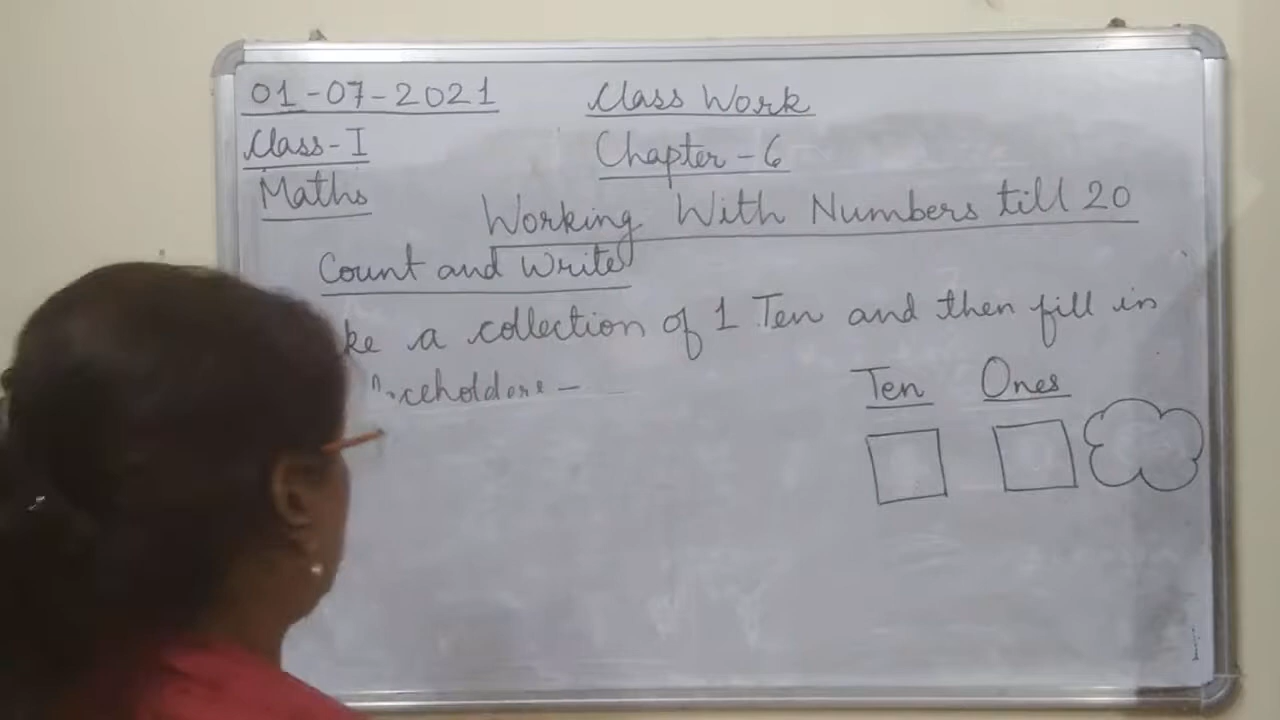 01-07-2021
Class Work
Class-I
Chapter-6
Maths
Working With Numbers till 20
Count and Write
ke a collection of 1 Ten and then fill in
ceholders -
Ten Ones